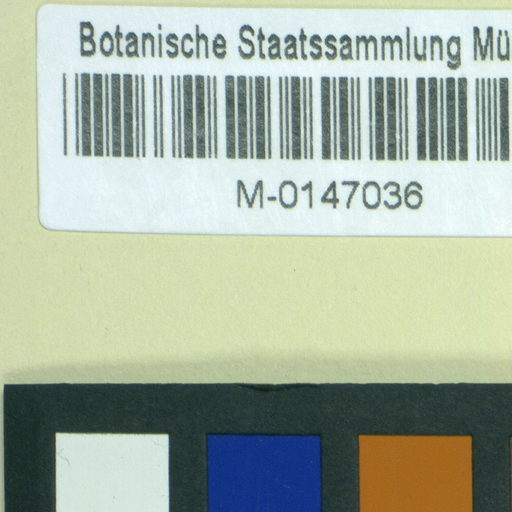 Botanische Staatssammlung Mü
M-0147036